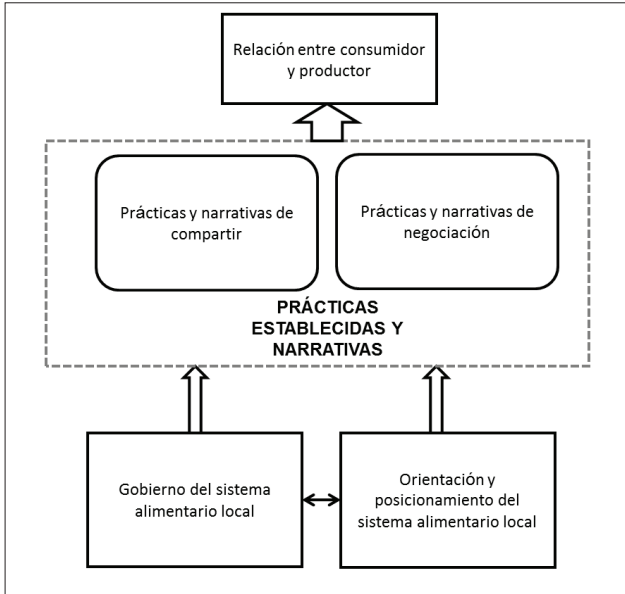 Relación entre consumidor
y productor
Prácticas y narrativas de
compartir
Prácticas y narrativas de
negociación
PRÁCTICAS
ESTABLECIDAS Y
NARRATIVAS
Gobierno del sistema
alimentario local
Orientación y
posicionamiento del
sistema alimentario local